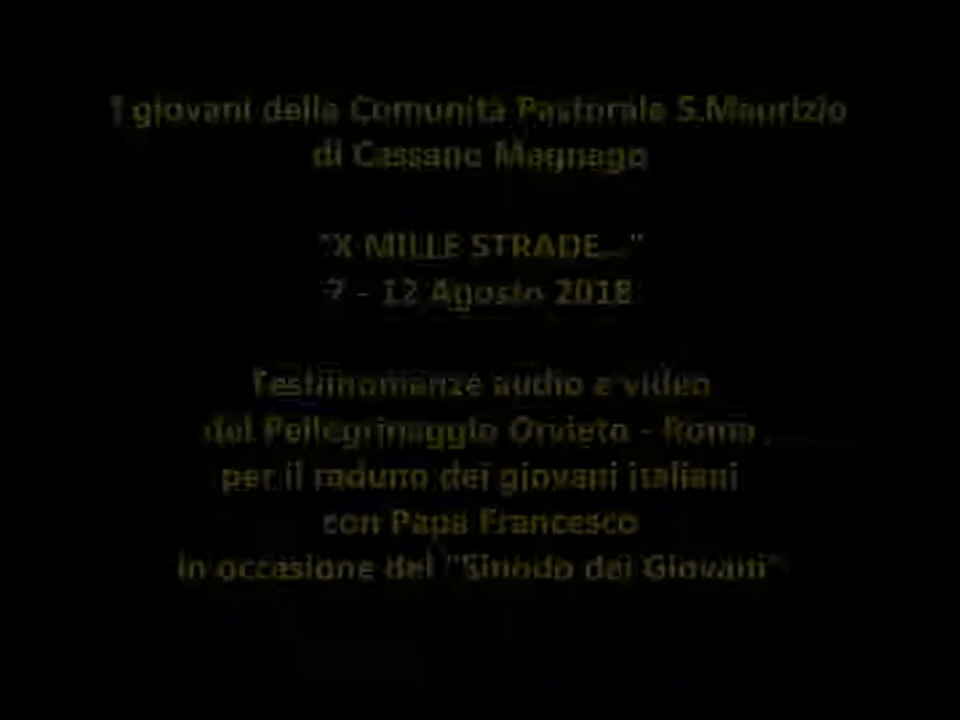 I giovani della Comunità Pastorale S.Maurizio
di Cassano Magnago
"X MILLE STRADE..."
7 - 12 Agosto 2018
Testimonianze audio e video
del Pellegrinaggio Orvieto - Roma
per il raduno dei giovani italiani
con Papa Francesco
in occasione del "Sinodo dei Giovani"